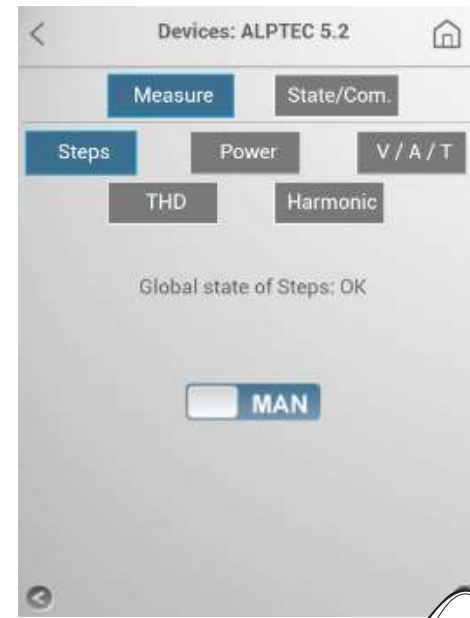 Devices: ALPTEC 5.2
Measure State/Com.
Steps Power V / A / T
THD Harmonic
Global state of Steps: OK
MAN